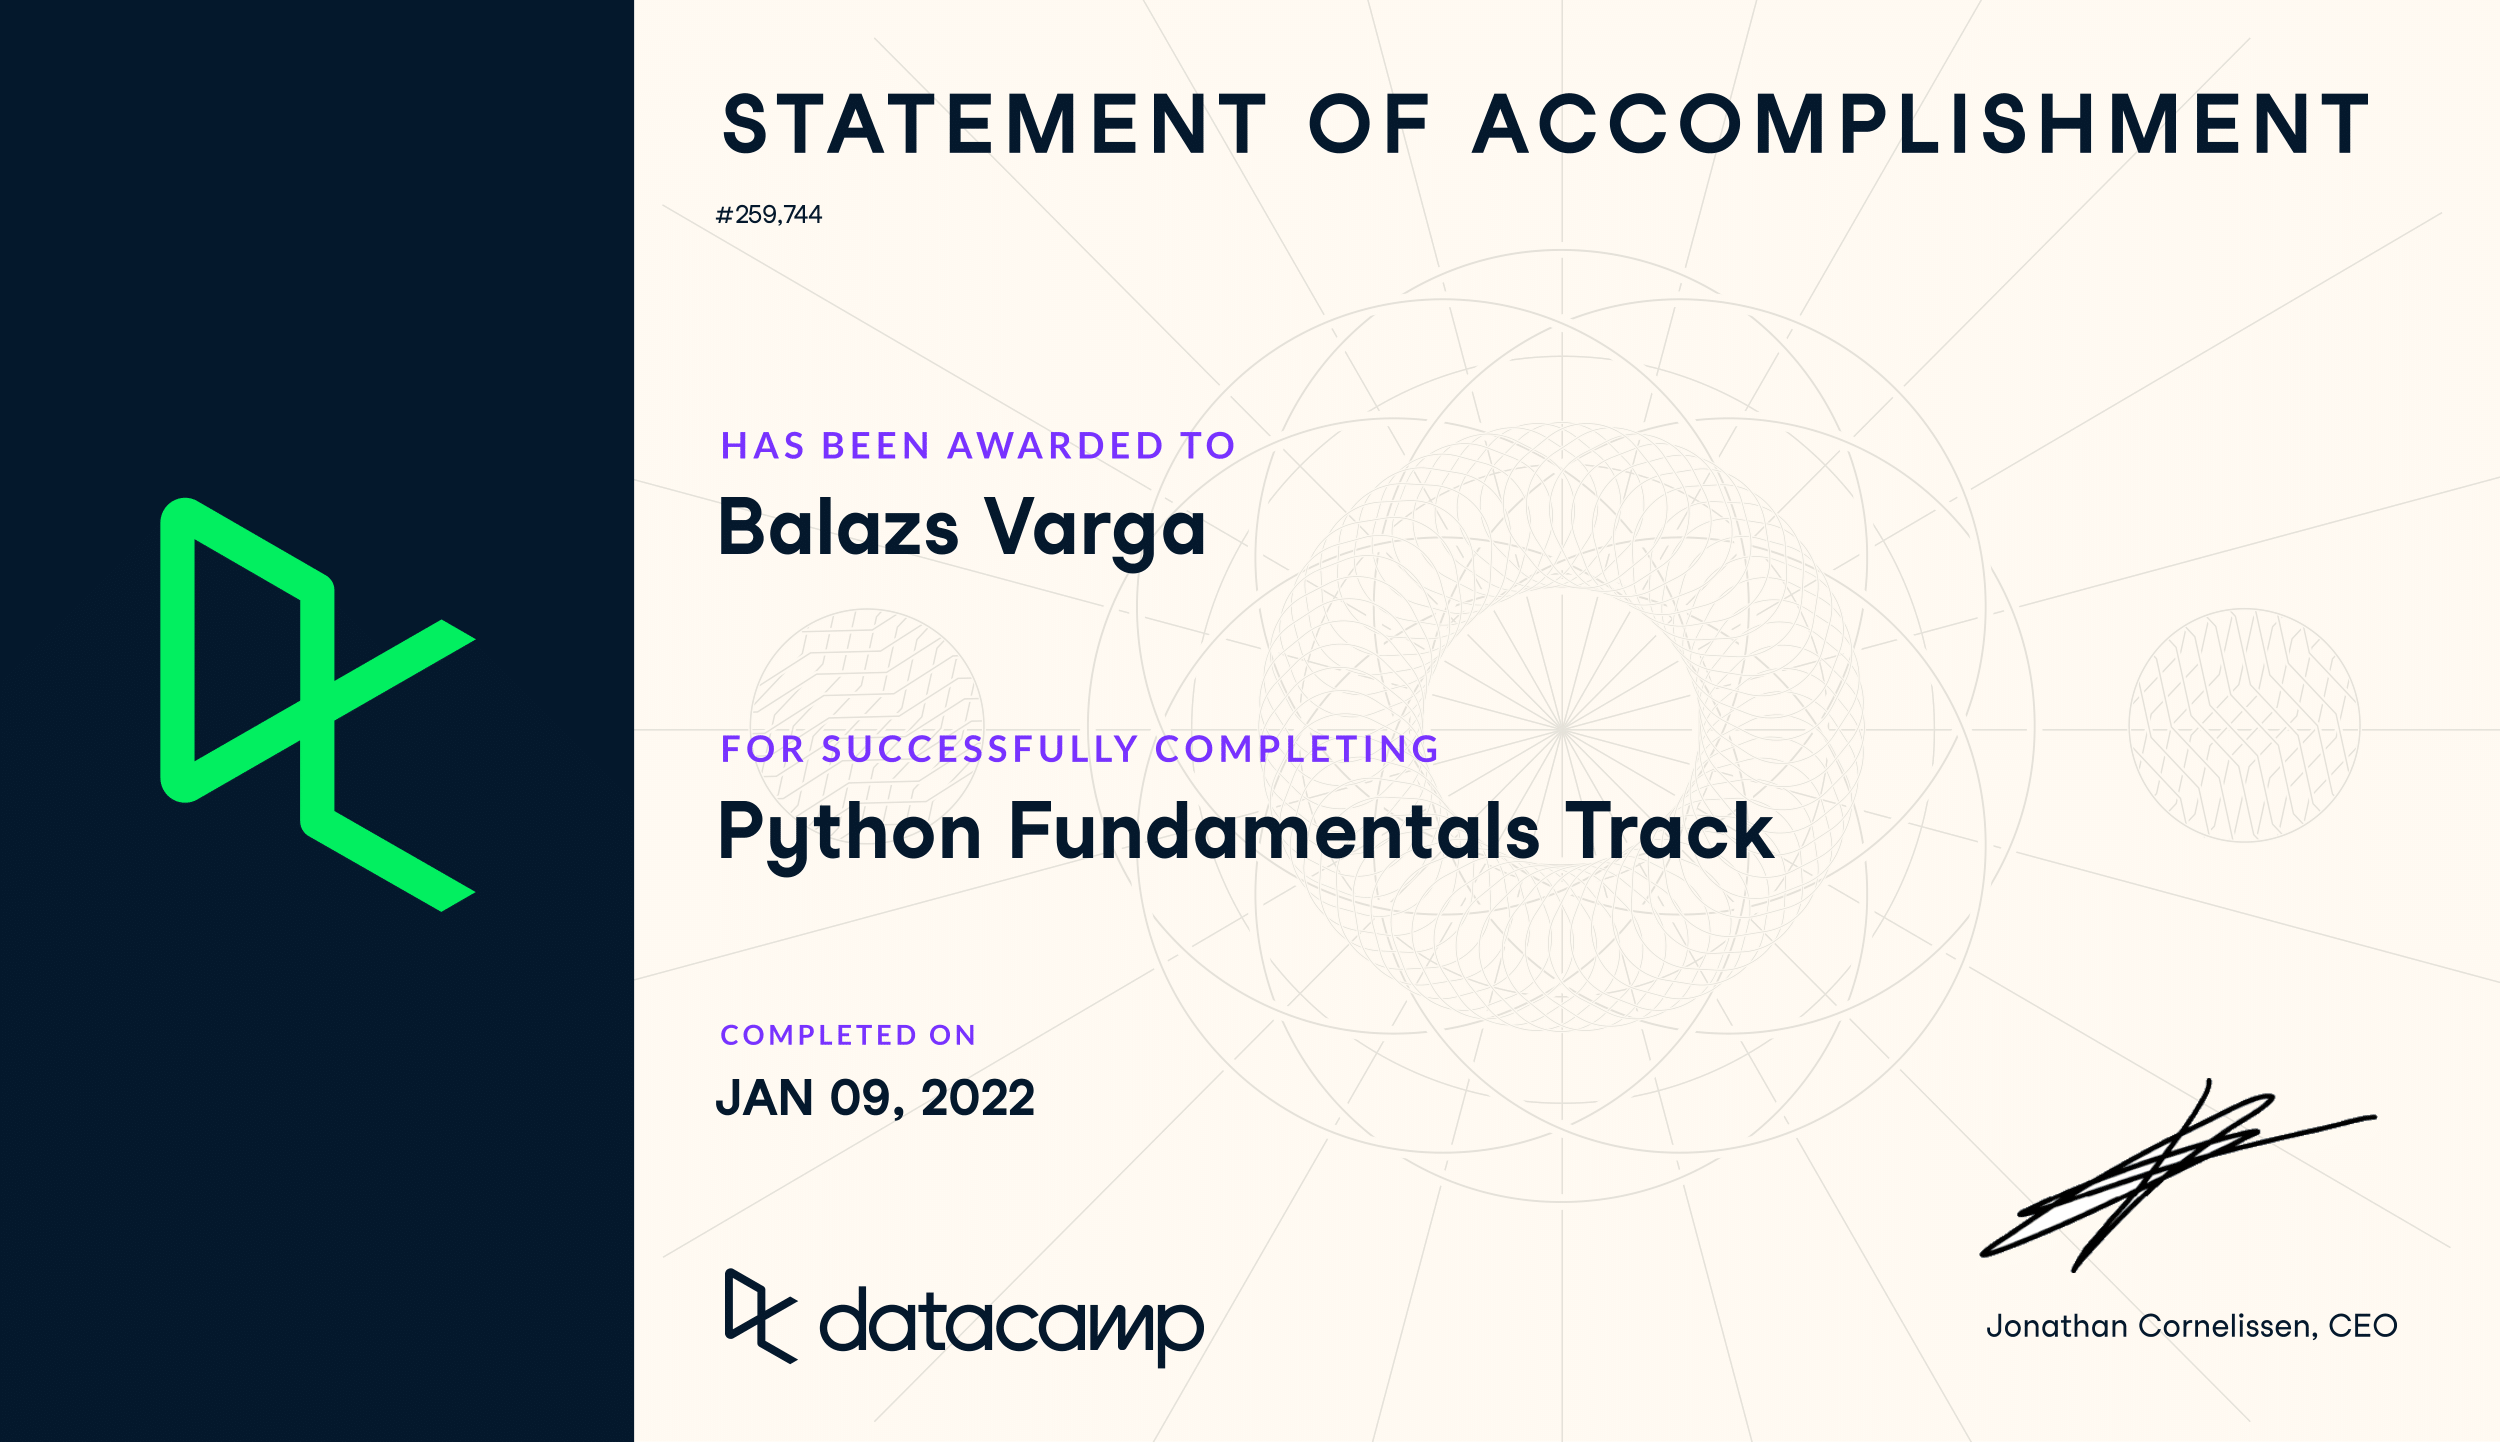 STATEMENT OF ACCOMPLISHMENT
#259,744
HAS BEEN AWARDED TO
Balazs Varga
FOR SUCCESSFULLY COMPLETING
Python Fundamentals Track
COMPLETED ON
JAN 09, 2022
datacamp
Jonathan Cornelissen, CEO